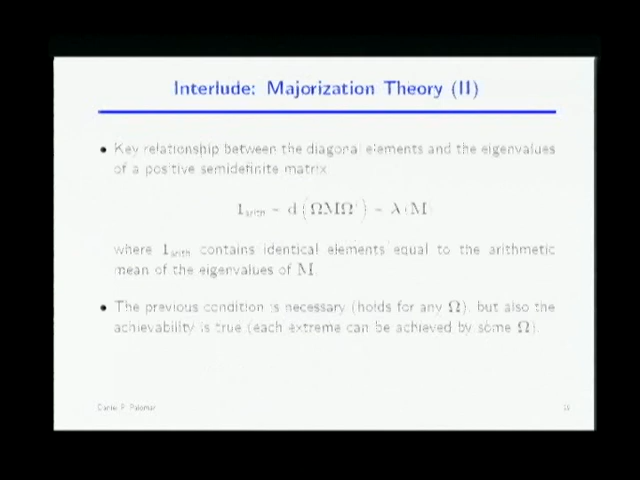 Interlude: Majorization Theory (II)
• Key relationship between the diagonal elements and the eigenvalues
of a positive semidefinite matrix
1arith ≺ d (ΩMΩ†) ≺ λ(M)
where 1arith contains identical elements equal to the arithmetic
mean of the eigenvalues of M.
• The previous condition is necessary (holds for any Ω), but also the
achievability is true (each extreme can be achieved by some Ω).
Daniel P. Palomar